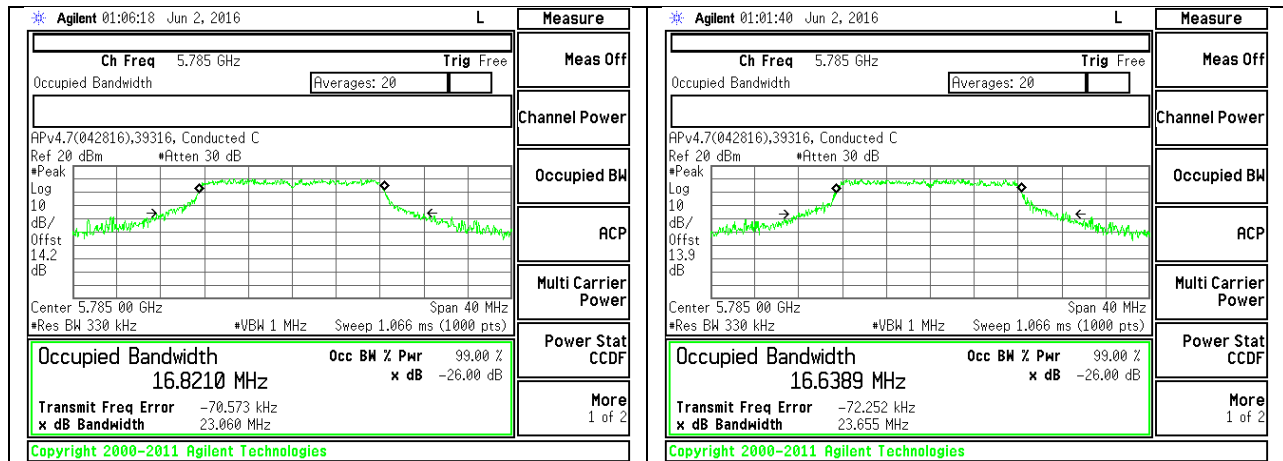 Agilent 01:06:18 Jun 2, 2016 L
Measure
Ch Freq 5.785 GHz Trig Free
Occupied Bandwidth Averages: 20
APv4.7(042816),39316, Conducted C
Ref 20 dBm #Atten 30 dB
#Peak
Log
10
dB/
Offst
14.2
dB
Center 5.785 00 GHz Span 40 MHz
#Res BW 330 kHz #VBW 1 MHz Sweep 1.066 ms (1000 pts)
Occupied Bandwidth Occ BW % Pwr 99.00 %
16.8210 MHz x dB -26.00 dB
Transmit Freq Error -70.573 kHz
x dB Bandwidth 23.060 MHz
Copyright 2000-2011 Agilent Technologies
Meas Off
Channel Power
Occupied BW
ACP
Multi Carrier
Power
Power Stat
CCDF
More
1 of 2
Agilent 01:01:40 Jun 2, 2016 L
Measure
Ch Freq 5.785 GHz Trig Free
Occupied Bandwidth Averages: 20
APv4.7(042816),39316, Conducted C
Ref 20 dBm #Atten 30 dB
#Peak
Log
10
dB/
Offst
13.9
dB
Center 5.785 00 GHz Span 40 MHz
#Res BW 330 kHz #VBW 1 MHz Sweep 1.066 ms (1000 pts)
Occupied Bandwidth Occ BW % Pwr 99.00 %
16.6389 MHz x dB -26.00 dB
Transmit Freq Error -72.252 kHz
x dB Bandwidth 23.655 MHz
Copyright 2000-2011 Agilent Technologies
Meas Off
Channel Power
Occupied BW
ACP
Multi Carrier
Power
Power Stat
CCDF
More
1 of 2